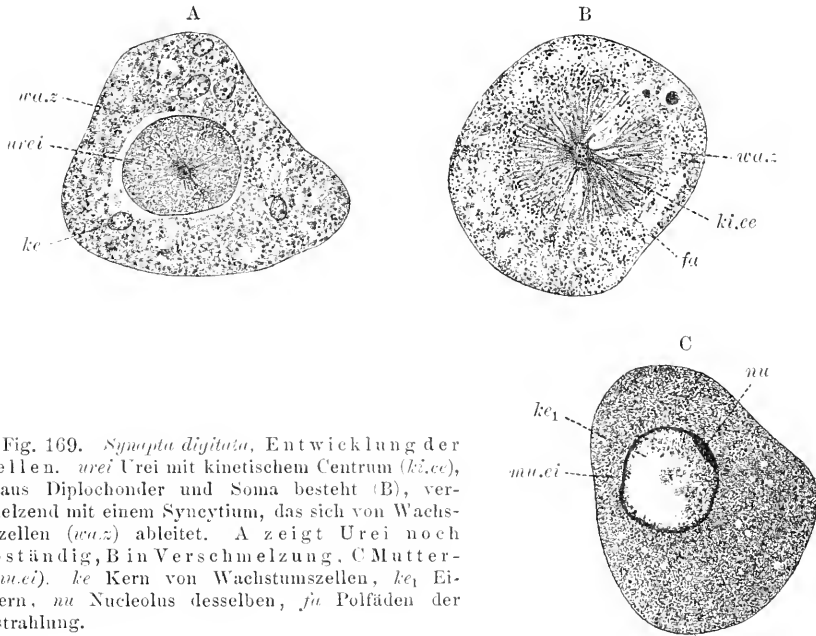 A
B
wa.z
urei
ke
wa.z
ki.ce
fa
C
nu
ke1
mu.ei
Fig. 169. Synapta digitata, Entwicklung der
ellen. urei Urei mit kinetischem Centrum (ki.ce),
aus Diplochonder und Soma besteht (B), ver-
elzend mit einem Syncytium, das sich von Wachs-
zellen (wa.z) ableitet. A zeigt Urei noch
ständig, B in Verschmelzung, C Mutter-
mu.ei). ke Kern von Wachstumszellen, ke1 Ei-
ern, nu Nucleolus desselben, fa Polfäden der
strahlung.